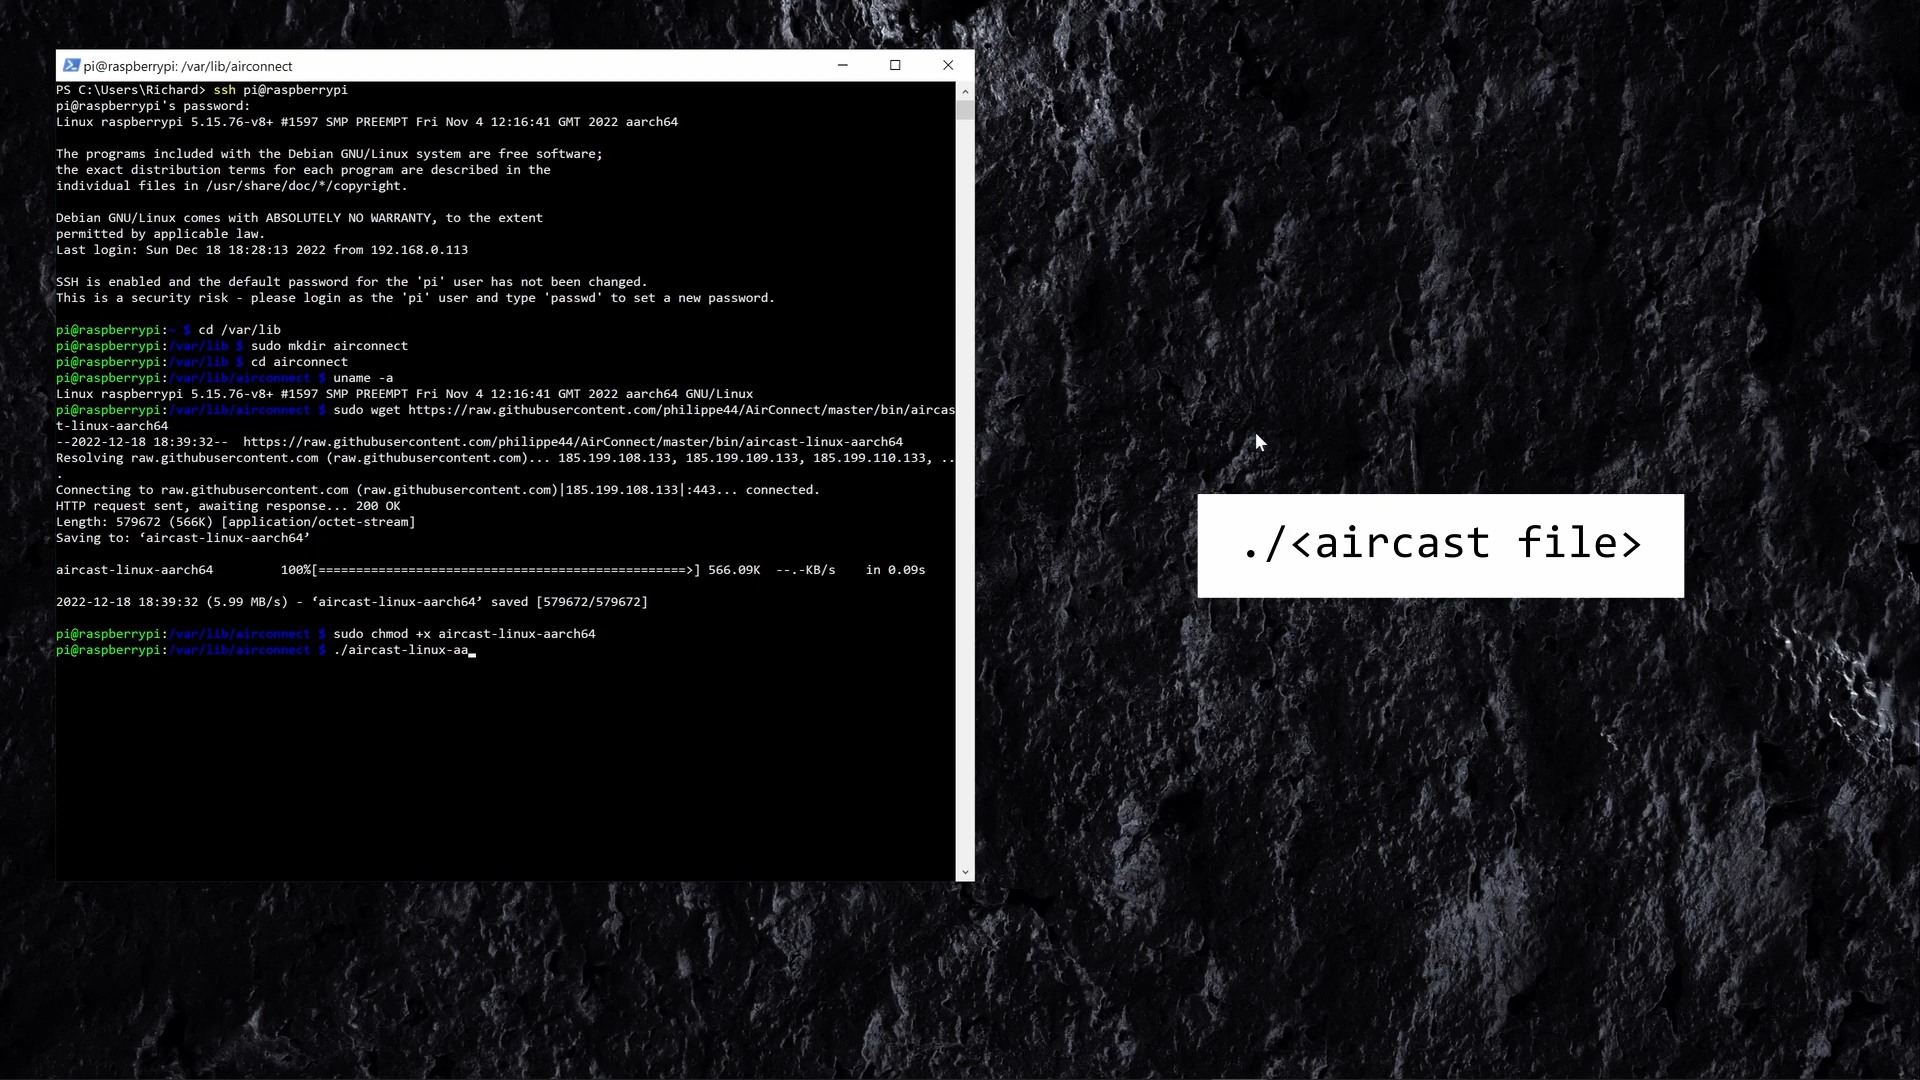 pi@raspberrypi: /var/lib/airconnect
PS C:\Users\Richard> ssh pi@raspberrypi
pi@raspberrypi's password:
Linux raspberrypi 5.15.76-v8+ #1597 SMP PREEMPT Fri Nov 4 12:16:41 GMT 2022 aarch64
The programs included with the Debian GNU/Linux system are free software;
the exact distribution terms for each program are described in the
individual files in /usr/share/doc/*/copyright.
Debian GNU/Linux comes with ABSOLUTELY NO WARRANTY, to the extent
permitted by applicable law.
Last login: Sun Dec 18 18:28:13 2022 from 192.168.0.113
SSH is enabled and the default password for the 'pi' user has not been changed.
This is a security risk - please login as the 'pi' user and type 'passwd' to set a new password.
pi@raspberrypi:~ $ cd /var/lib
pi@raspberrypi:/var/lib $ sudo mkdir airconnect
pi@raspberrypi:/var/lib $ cd airconnect
pi@raspberrypi:/var/lib/airconnect $ uname -a
Linux raspberrypi 5.15.76-v8+ #1597 SMP PREEMPT Fri Nov 4 12:16:41 GMT 2022 aarch64 GNU/Linux
pi@raspberrypi:/var/lib/airconnect $ sudo wget https://raw.githubusercontent.com/philippe44/AirConnect/master/bin/aircas
t-linux-aarch64
--2022-12-18 18:39:32--  https://raw.githubusercontent.com/philippe44/AirConnect/master/bin/aircast-linux-aarch64
Resolving raw.githubusercontent.com (raw.githubusercontent.com)... 185.199.108.133, 185.199.109.133, 185.199.110.133, ..
.
Connecting to raw.githubusercontent.com (raw.githubusercontent.com)|185.199.108.133|:443... connected.
HTTP request sent, awaiting response... 200 OK
Length: 579672 (566K) [application/octet-stream]
Saving to: ‘aircast-linux-aarch64’
aircast-linux-aarch64         100%[=================================================>] 566.09K  --.-KB/s    in 0.09s
2022-12-18 18:39:32 (5.99 MB/s) - ‘aircast-linux-aarch64’ saved [579672/579672]
pi@raspberrypi:/var/lib/airconnect $ sudo chmod +x aircast-linux-aarch64
pi@raspberrypi:/var/lib/airconnect $ ./aircast-linux-aa
./<aircast file>